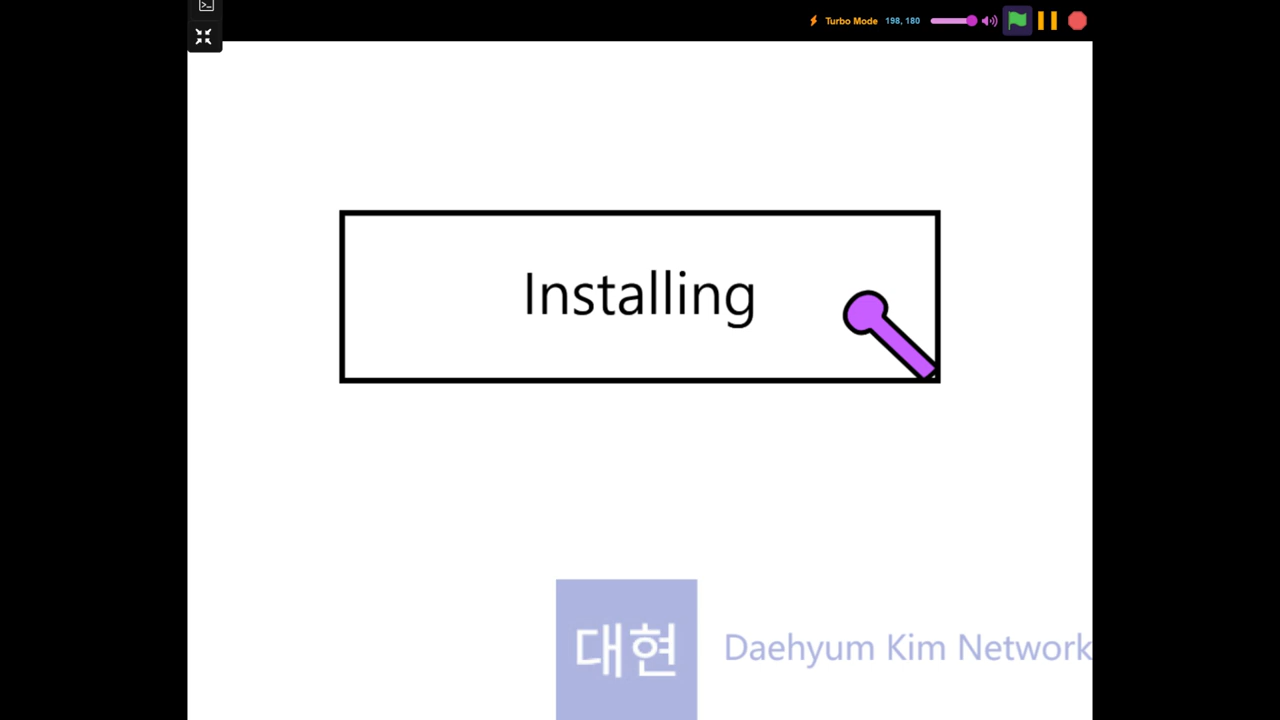 Turbo Mode 198, 180
Installing
대현 Daehyum Kim Network